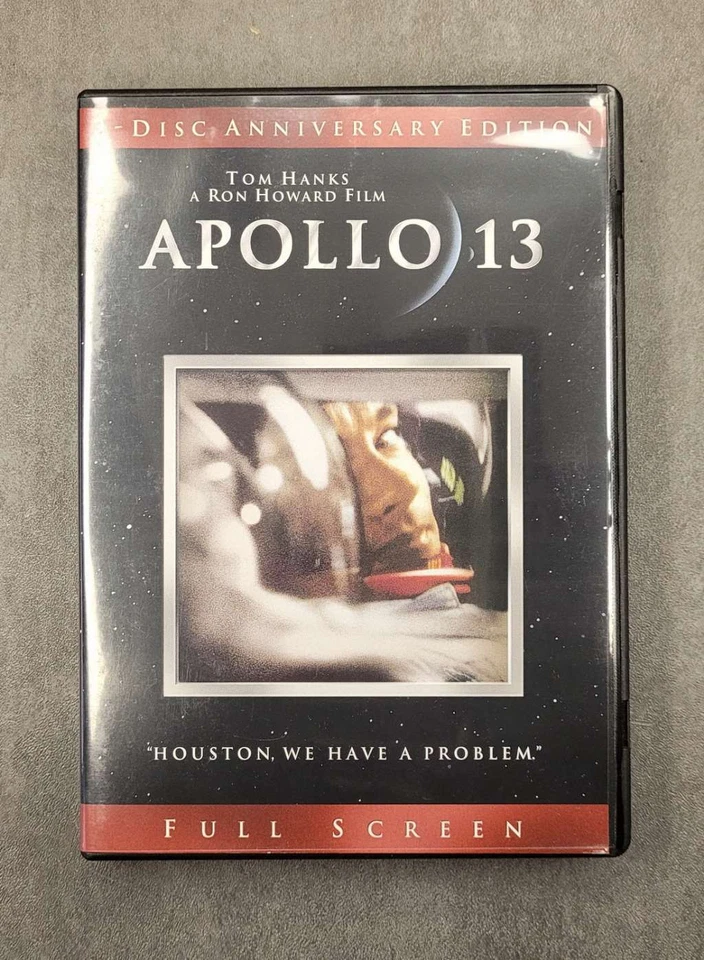 -DISC ANNIVERSARY EDITION
TOM HANKS
A RON HOWARD FILM
APOLLO 13
"HOUSTON, WE HAVE A PROBLEM."
FULL SCREEN